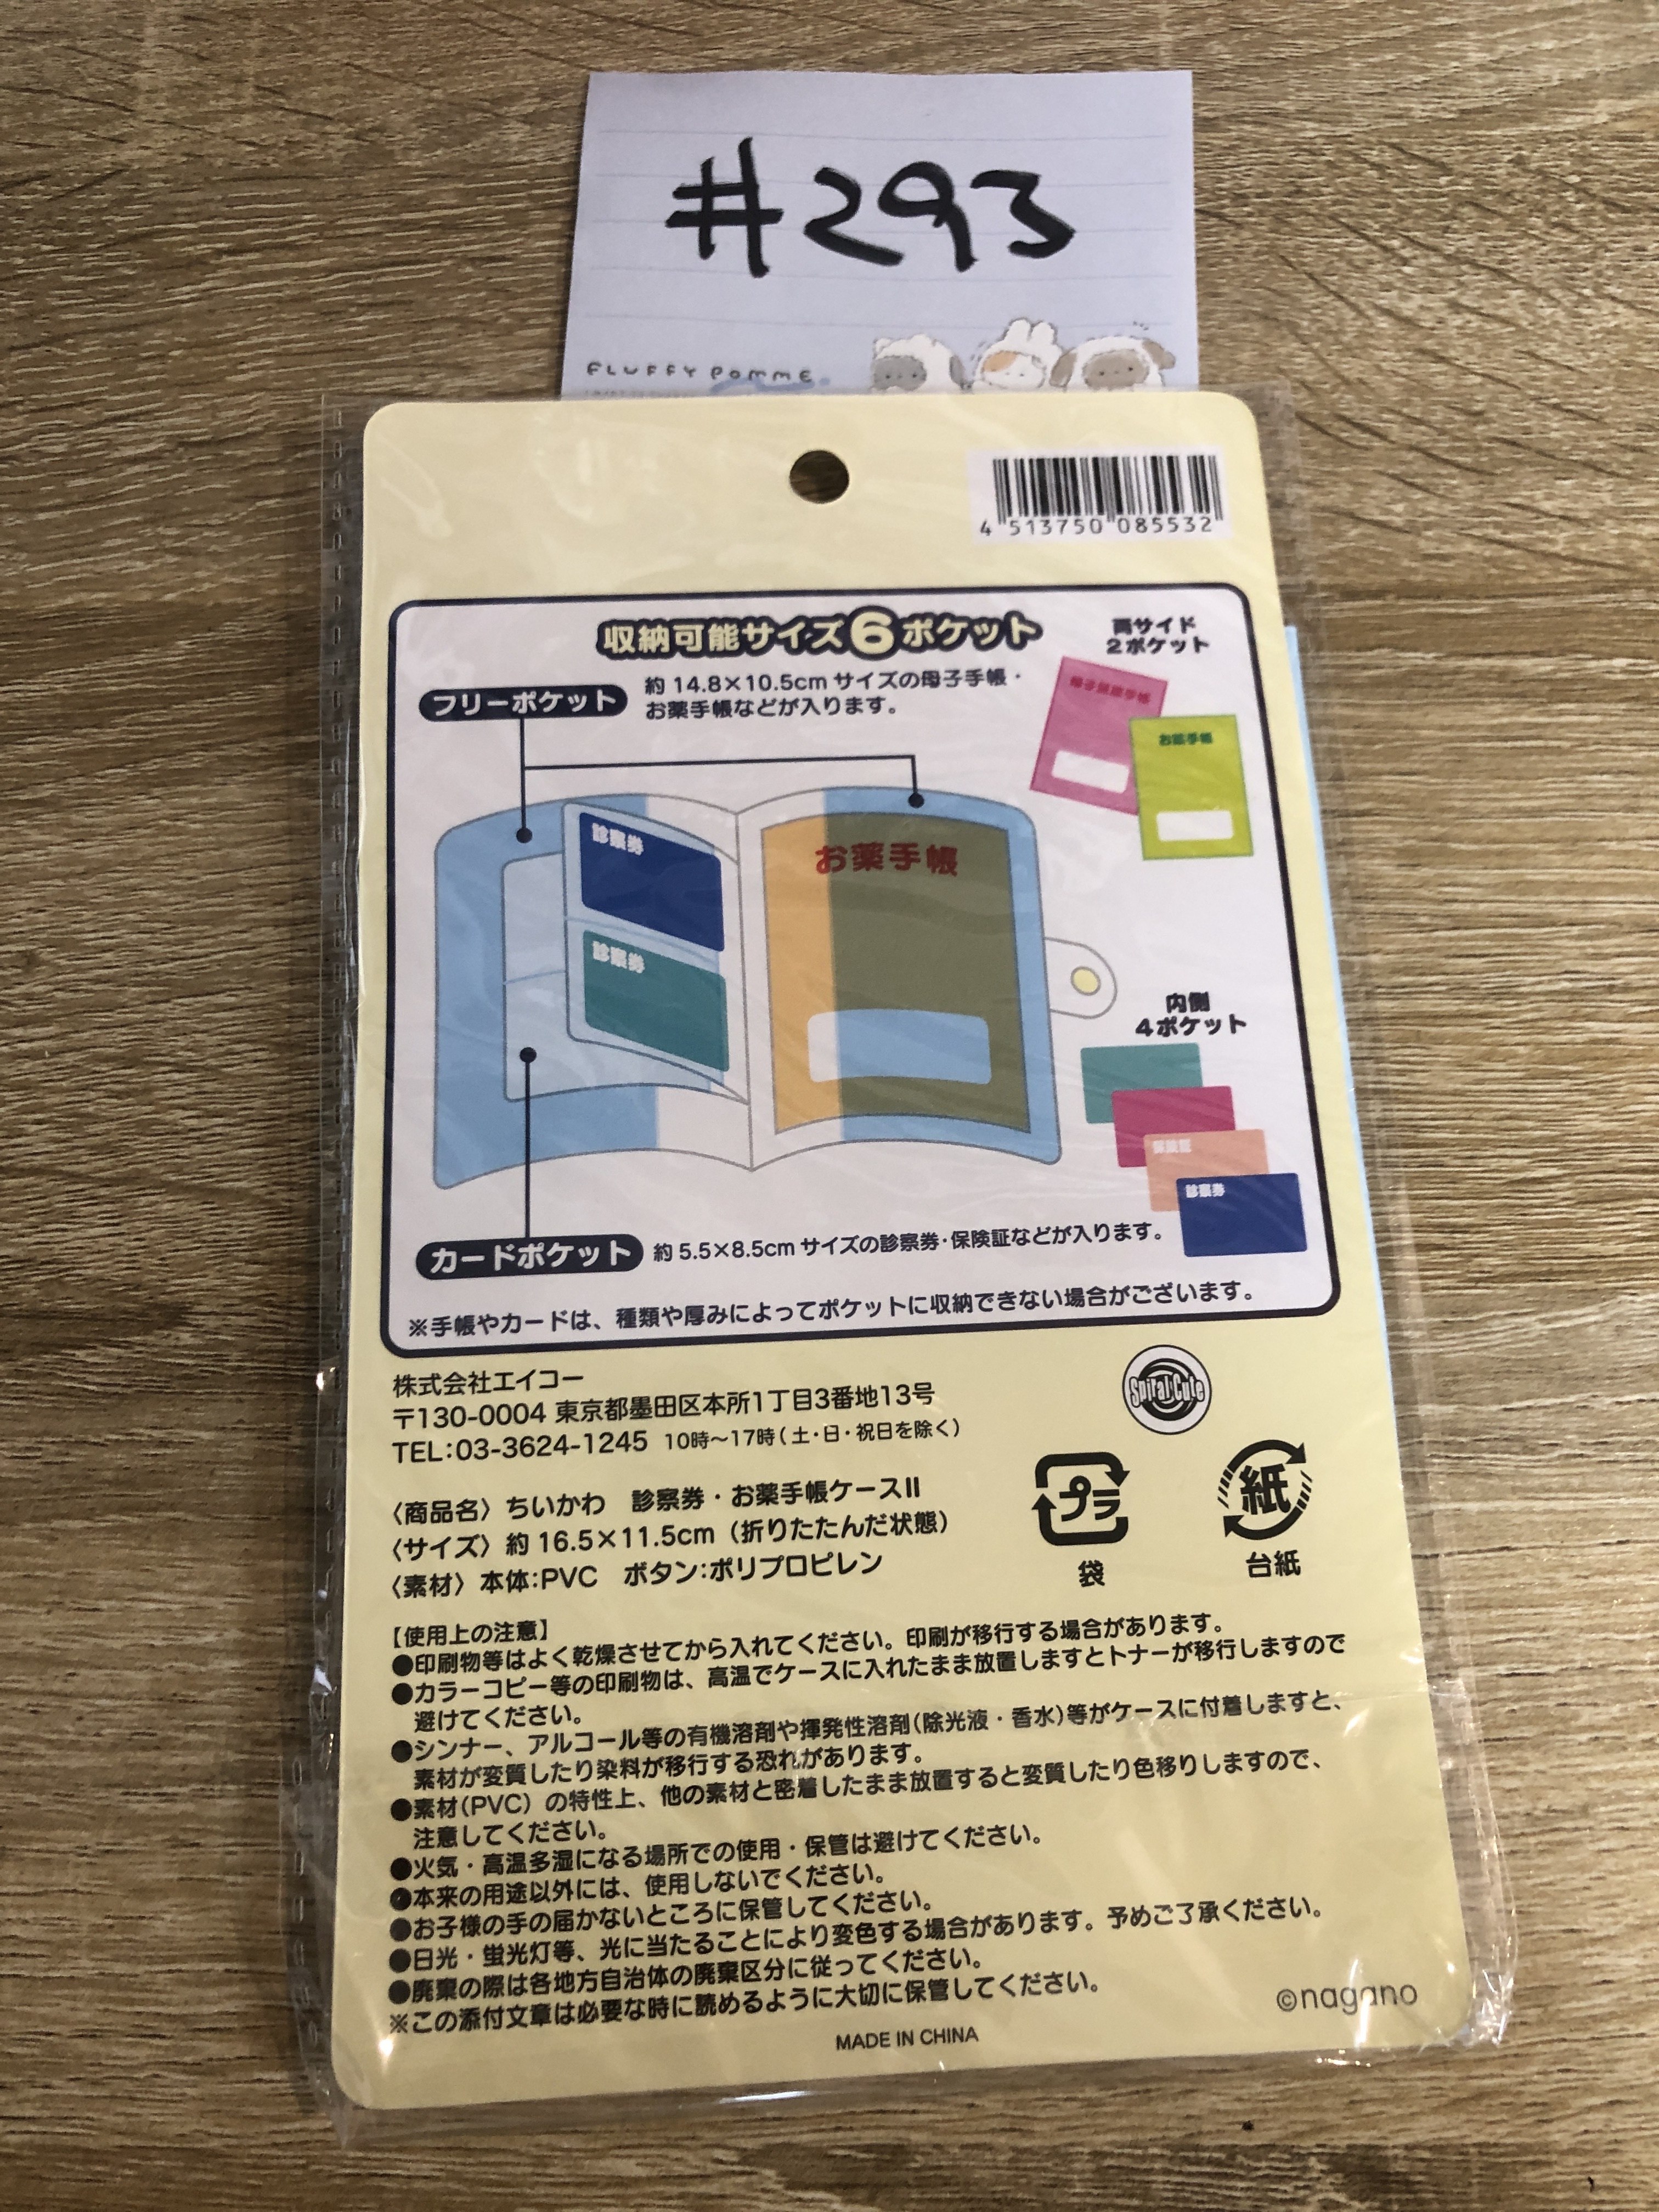 #293
FLUFFY POMME
4 513750 085532
収納可能サイズ6ポケット
両サイド
2ポケット
フリーポケット
約14.8×10.5cm サイズの母子手帳・
お薬手帳などが入ります。
母子健康手帳
お薬手帳
診察券
診察券
お薬手帳
内側
4ポケット
保険証
診察券
カードポケット
約5.5×8.5cm サイズの診察券・保険証などが入ります。
※手帳やカードは、種類や厚みによってポケットに収納できない場合がございます。
株式会社エイコー
〒130-0004 東京都墨田区本所1丁目3番地13号
TEL:03-3624-1245 10時~17時(土・日・祝日を除く)
Spiral Cute
〈商品名〉ちいかわ 診察券・お薬手帳ケースII
〈サイズ〉約16.5×11.5cm(折りたたんだ状態)
〈素材〉本体:PVC ボタン:ポリプロピレン
プラ
袋
紙
台紙
【使用上の注意】
●印刷物等はよく乾燥させてから入れてください。印刷が移行する場合があります。
●カラーコピー等の印刷物は、高温でケースに入れたまま放置しますとトナーが移行しますので
避けてください。
●シンナー、アルコール等の有機溶剤や揮発性溶剤(除光液・香水)等がケースに付着しますと、
素材が変質したり染料が移行する恐れがあります。
●素材(PVC)の特性上、他の素材と密着したまま放置すると変質したり色移りしますので、
注意してください。
●火気・高温多湿になる場所での使用・保管は避けてください。
●本来の用途以外には、使用しないでください。
●お子様の手の届かないところに保管してください。
●日光・蛍光灯等、光に当たることにより変色する場合があります。予めご了承ください。
●廃棄の際は各地方自治体の廃棄区分に従ってください。
※この添付文章は必要な時に読めるように大切に保管してください。
©nagano
MADE IN CHINA